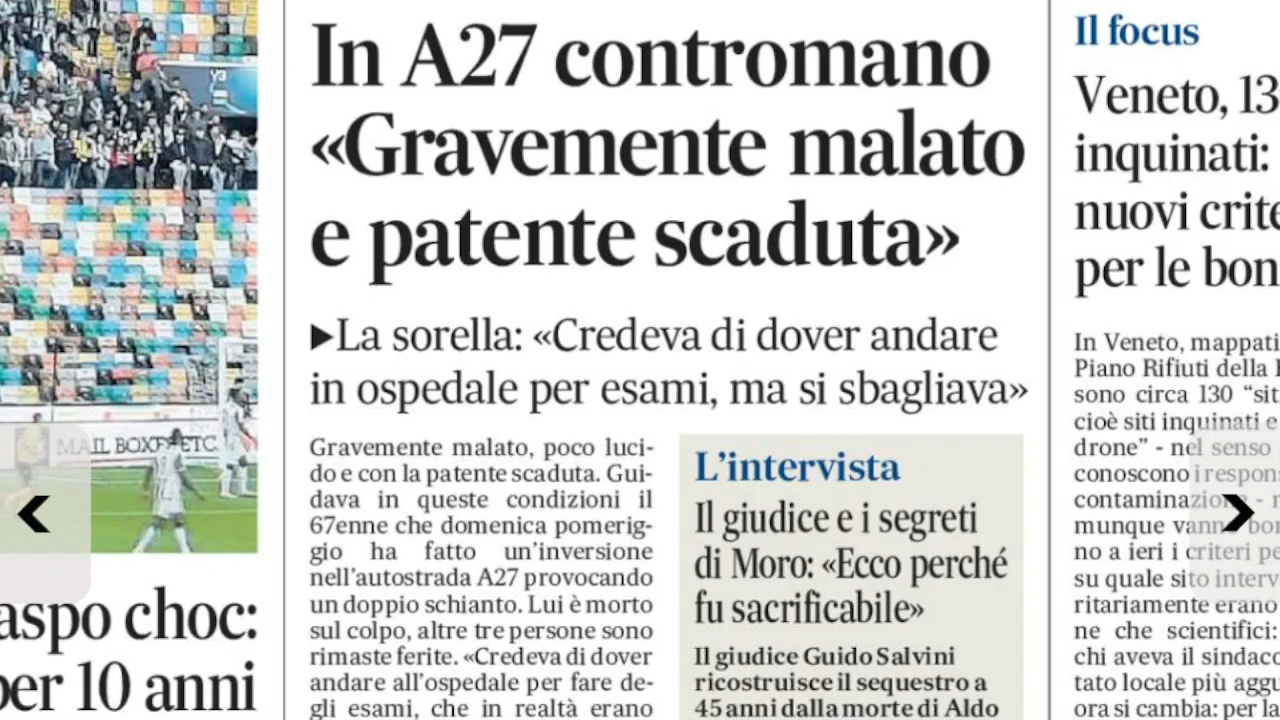 In A27 contromano
«Gravemente malato
e patente scaduta»
▶La sorella: «Credeva di dover andare
in ospedale per esami, ma si sbagliava»
Gravemente malato, poco luci-
do e con la patente scaduta. Gui-
dava in queste condizioni il
67enne che domenica pomerig-
gio ha fatto un'inversione
nell'autostrada A27 provocando
un doppio schianto. Lui è morto
sul colpo, altre tre persone sono
rimaste ferite. «Credeva di dover
andare all'ospedale per fare de-
gli esami, che in realtà erano
L'intervista
Il giudice e i segreti
di Moro: «Ecco perché
fu sacrificabile»
Il giudice Guido Salvini
ricostruisce il sequestro a
45 anni dalla morte di Aldo
Il focus
Veneto, 13
inquinati:
nuovi crite
per le bon
In Veneto, mappati
Piano Rifiuti della
sono circa 130 “sit
cioè siti inquinati e
drone” - nel senso
conoscono i respon
contaminazione -
munque vanno bon
no a ieri i criteri pe
su quale sito interv
ritariamente erano
ne che scientifici:
chi aveva il sindaco
tato locale più aggu
ora si cambia: per la
MAIL BOXES ETC.
aspo choc:
per 10 anni